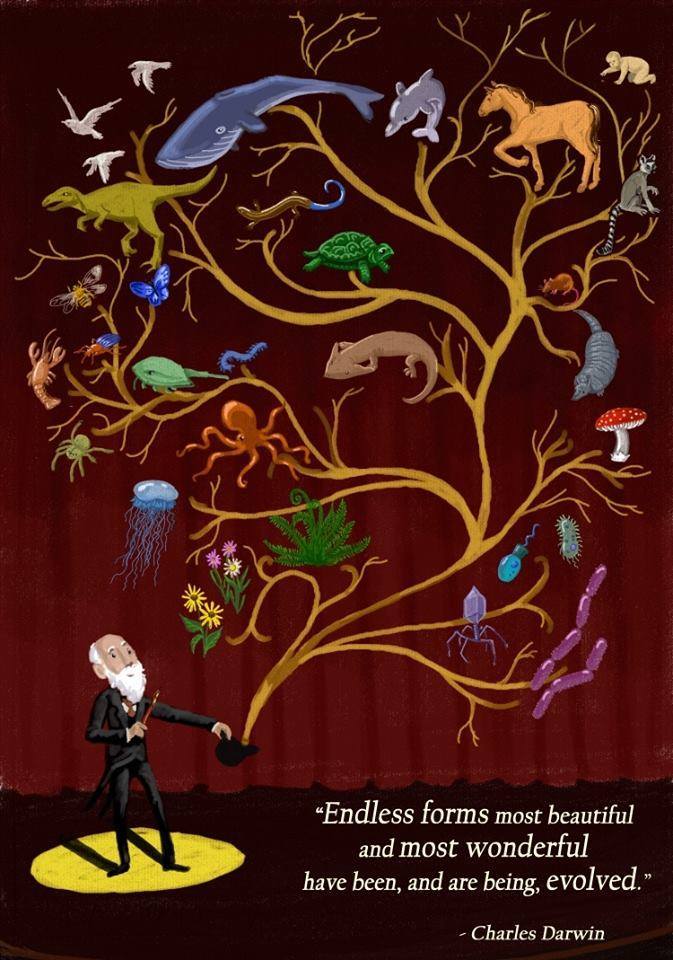 “Endless forms most beautiful
and most wonderful
have been, and are being, evolved.”
- Charles Darwin